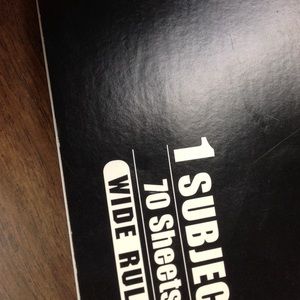 1 SUBJEC
70 Sheets
WIDE RUL